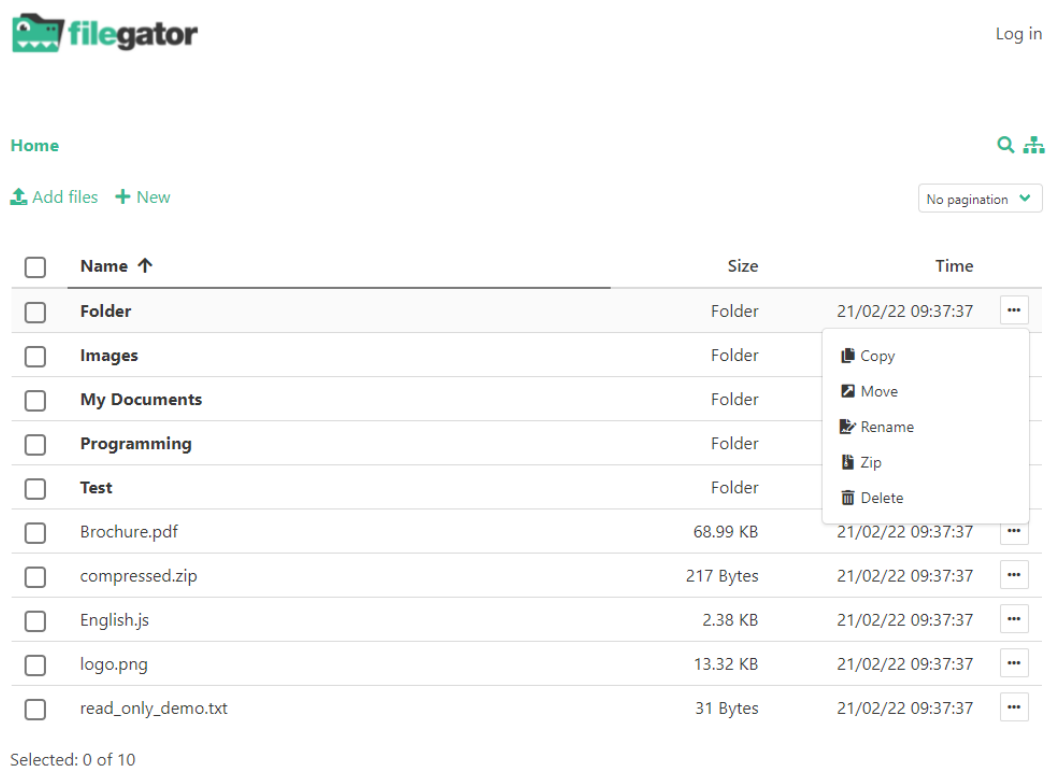 filegator
Log in
Home
Add files New
No pagination
Name Size Time
Folder Folder 21/02/22 09:37:37
Images Folder
Copy
My Documents Folder
Move
Rename
Programming Folder
Zip
Test Folder
Delete
Brochure.pdf 68.99 KB 21/02/22 09:37:37
compressed.zip 217 Bytes 21/02/22 09:37:37
English.js 2.38 KB 21/02/22 09:37:37
logo.png 13.32 KB 21/02/22 09:37:37
read_only_demo.txt 31 Bytes 21/02/22 09:37:37
Selected: 0 of 10